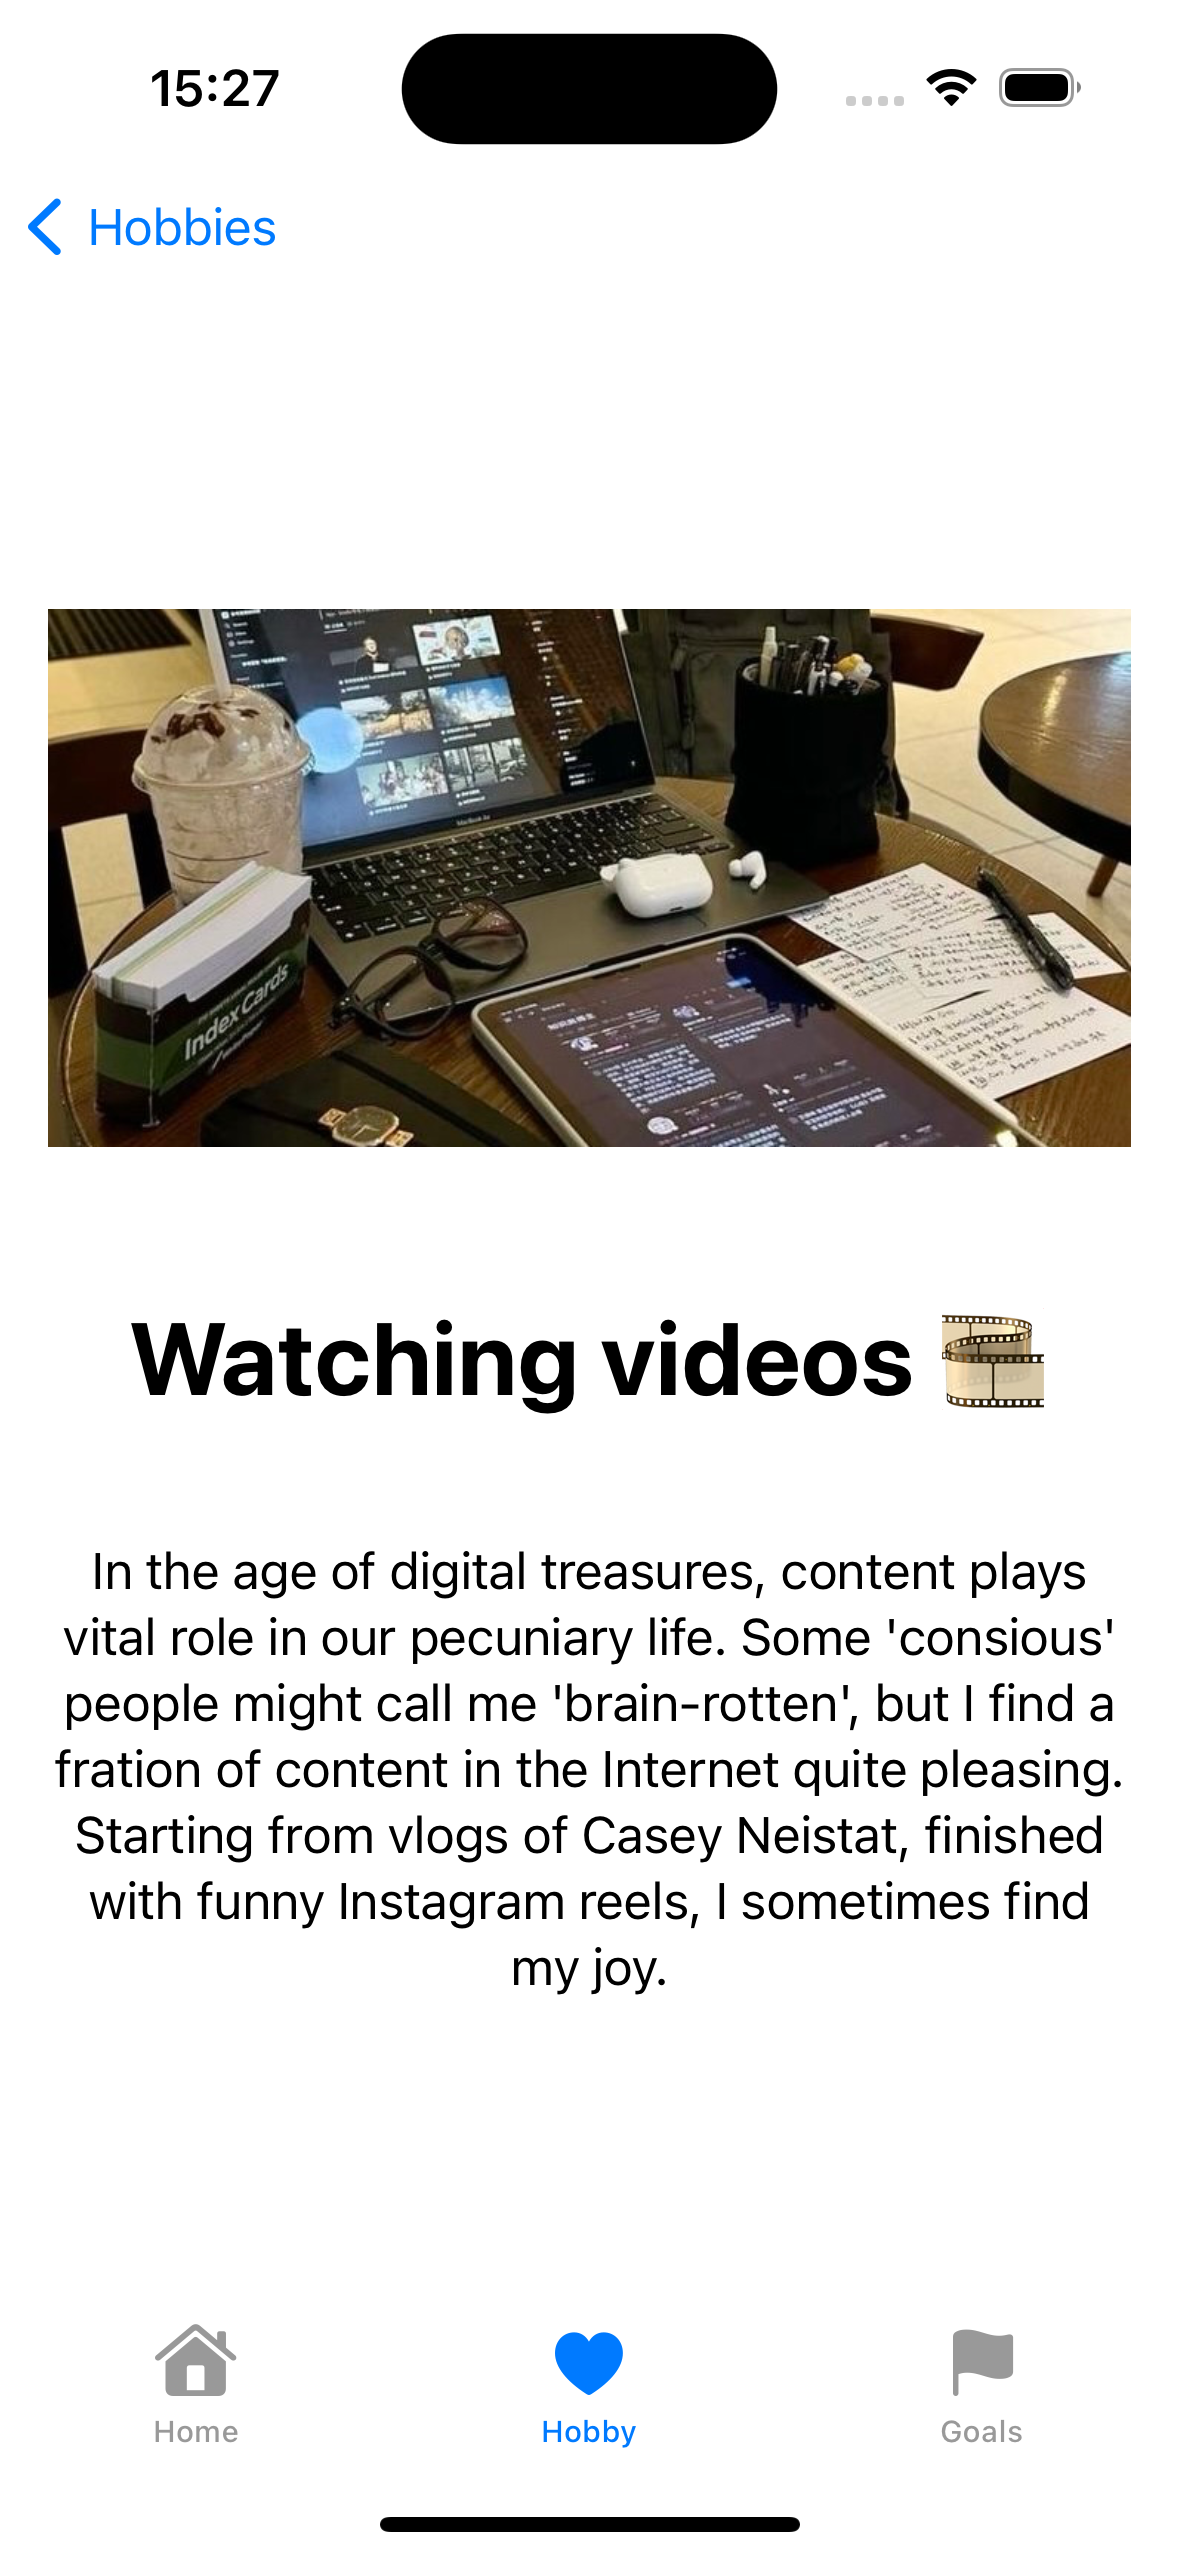 15:27
Hobbies
MacBook Air
Index Cards
Watching videos 🎞️
In the age of digital treasures, content plays
vital role in our pecuniary life. Some 'consious'
people might call me 'brain-rotten', but I find a
fration of content in the Internet quite pleasing.
Starting from vlogs of Casey Neistat, finished
with funny Instagram reels, I sometimes find
my joy.
Home
Hobby
Goals